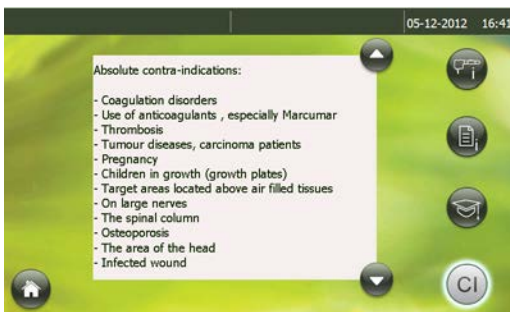 05-12-2012 16:41
Absolute contra-indications:
- Coagulation disorders
- Use of anticoagulants , especially Marcumar
- Thrombosis
- Tumour diseases, carcinoma patients
- Pregnancy
- Children in growth (growth plates)
- Target areas located above air filled tissues
- On large nerves
- The spinal column
- Osteoporosis
- The area of the head
- Infected wound
i
i
CI